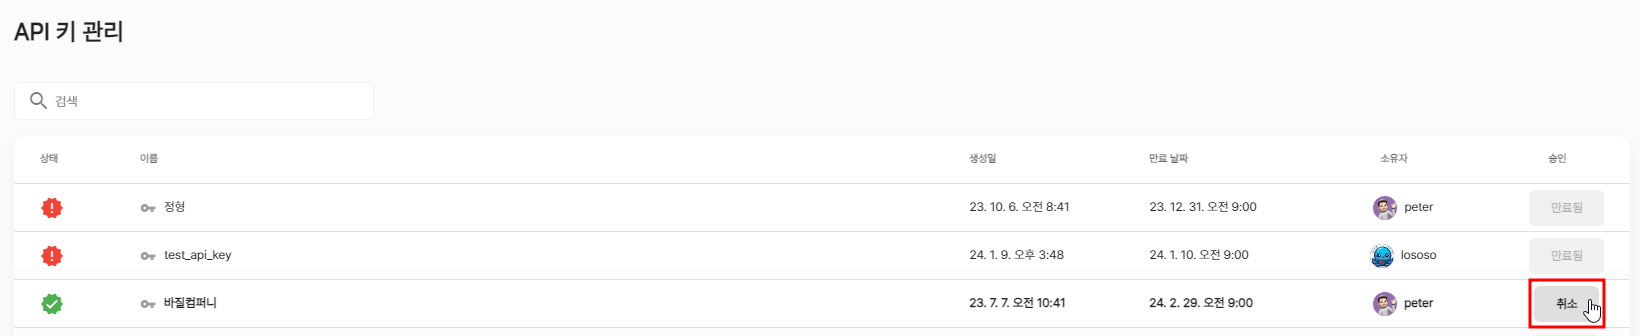 API 키 관리
검색
상태 이름 생성일 만료 날짜 소유자 승인
정형 23. 10. 6. 오전 8:41 23. 12. 31. 오전 9:00 peter 만료됨
test_api_key 24. 1. 9. 오후 3:48 24. 1. 10. 오전 9:00 lososo 만료됨
바질컴퍼니 23. 7. 7. 오전 10:41 24. 2. 29. 오전 9:00 peter 취소